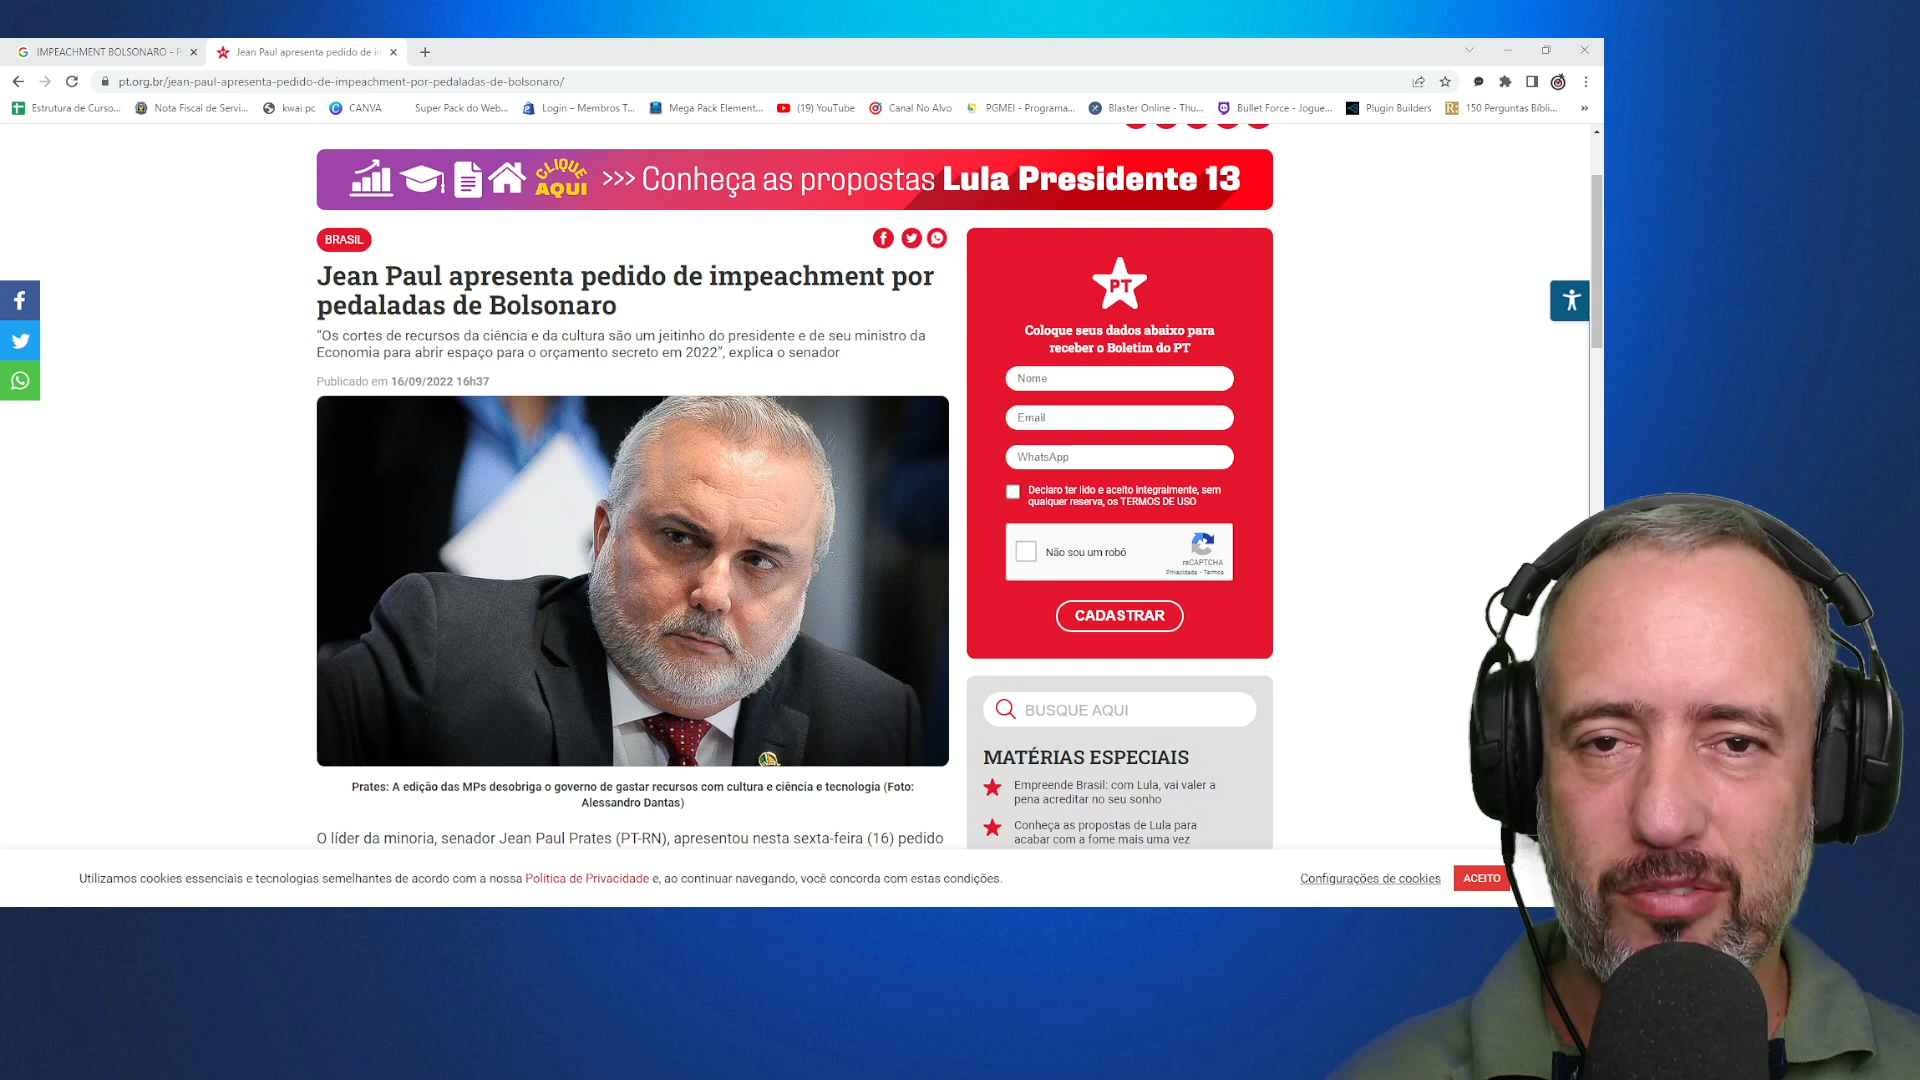 IMPEACHMENT BOLSONARO - P
Jean Paul apresenta pedido de in
pt.org.br/jean-paul-apresenta-pedido-de-impeachment-por-pedaladas-de-bolsonaro/
Estrutura de Curso... Nota Fiscal de Servi... kwai pc CANVA Super Pack do Web... Login – Membros T... Mega Pack Element... (19) YouTube Canal No Alvo PGMEI - Programa... Blaster Online - Thu... Bullet Force - Jogue... Plugin Builders 150 Perguntas Bíbli... »
CLIQUE AQUI >>> Conheça as propostas Lula Presidente 13
BRASIL
Jean Paul apresenta pedido de impeachment por
pedaladas de Bolsonaro
“Os cortes de recursos da ciência e da cultura são um jeitinho do presidente e de seu ministro da
Economia para abrir espaço para o orçamento secreto em 2022”, explica o senador
Publicado em 16/09/2022 16h37
Prates: A edição das MPs desobriga o governo de gastar recursos com cultura e ciência e tecnologia (Foto:
Alessandro Dantas)
O líder da minoria, senador Jean Paul Prates (PT-RN), apresentou nesta sexta-feira (16) pedido
PT
Coloque seus dados abaixo para
receber o Boletim do PT
Nome
Email
WhatsApp
Declaro ter lido e aceito integralmente, sem
qualquer reserva, os TERMOS DE USO
Não sou um robô
reCAPTCHA
Privacidade - Termos
CADASTRAR
BUSQUE AQUI
MATÉRIAS ESPECIAIS
Empreende Brasil: com Lula, vai valer a
pena acreditar no seu sonho
Conheça as propostas de Lula para
acabar com a fome mais uma vez
Utilizamos cookies essenciais e tecnologias semelhantes de acordo com a nossa Política de Privacidade e, ao continuar navegando, você concorda com estas condições.
Configurações de cookies
ACEITO